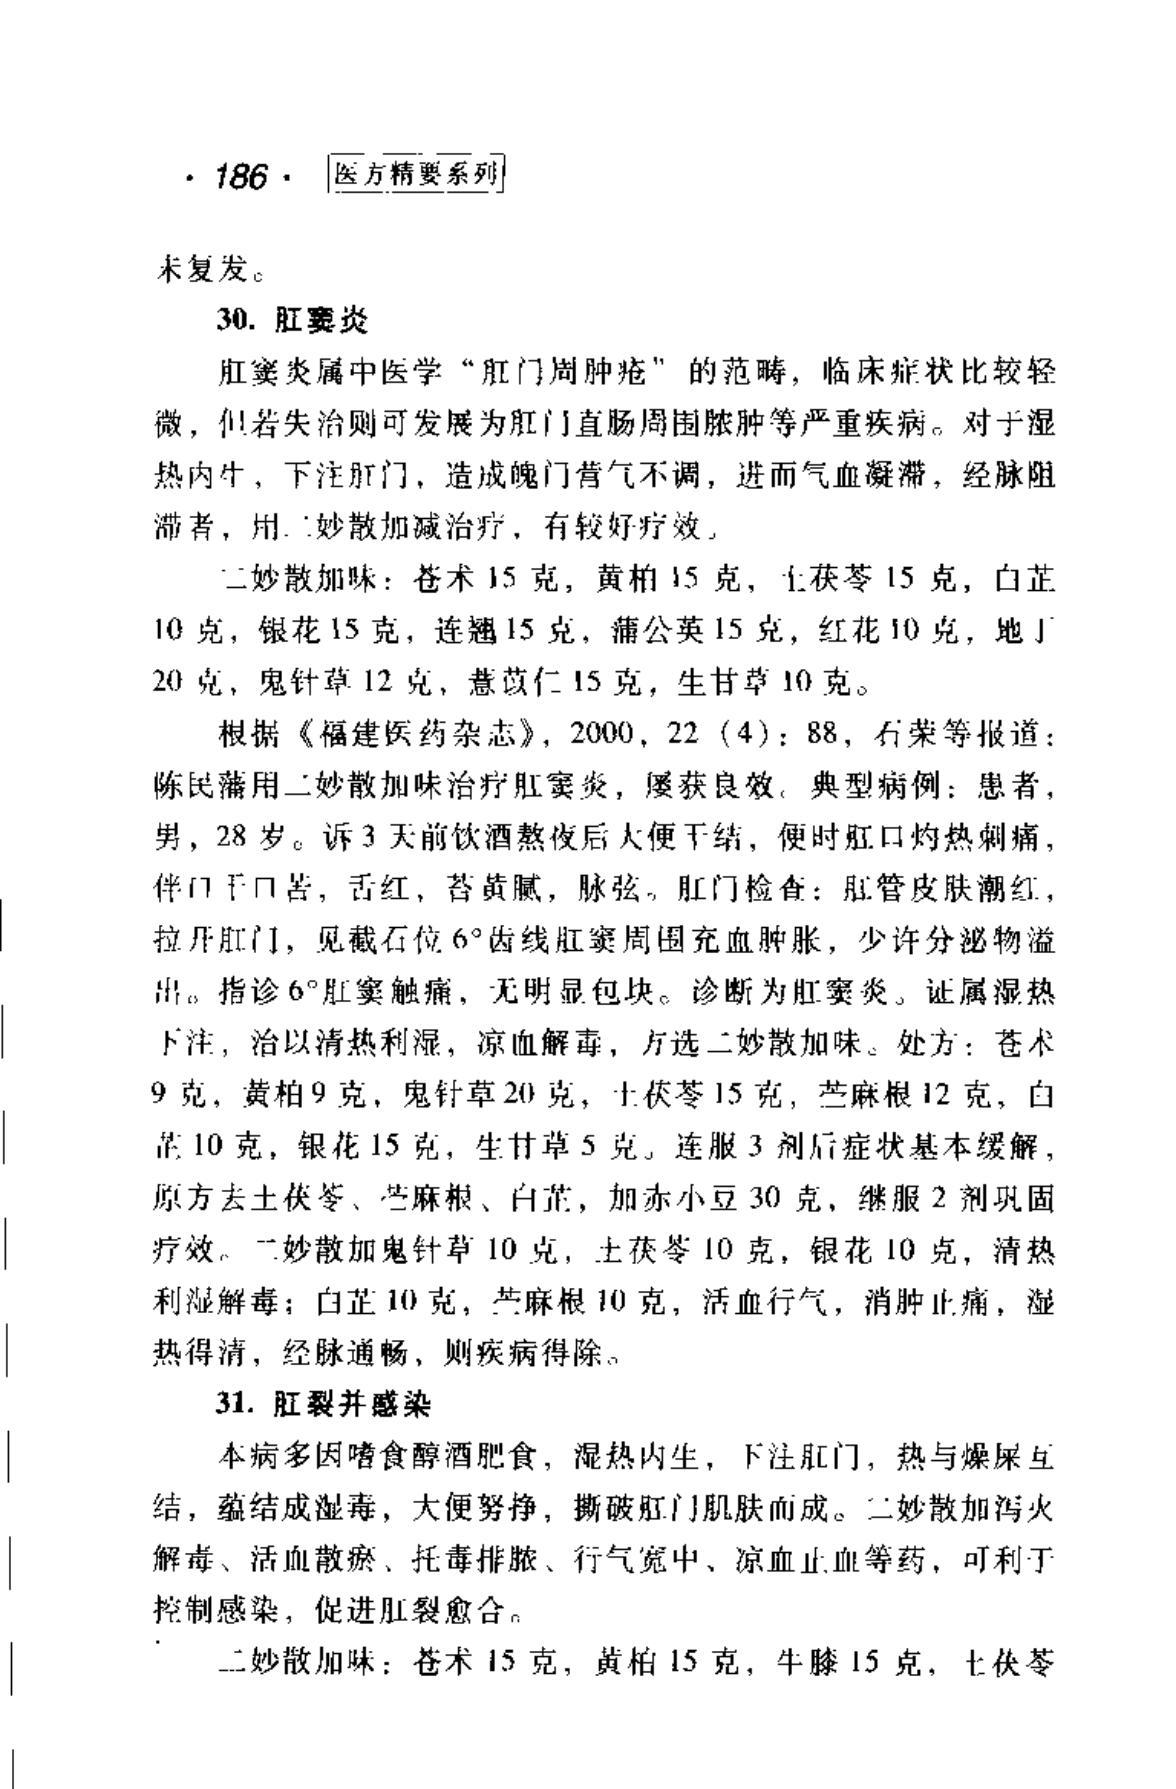 · 186 · 医方精要系列
未复发。
30. 肛窦炎
肛窦炎属中医学“肛门周肿疮”的范畴，临床症状比较轻
微，但若失治则可发展为肛门直肠周围脓肿等严重疾病。对于湿
热内生，下注肛门，造成魄门营气不调，进而气血凝滞，经脉阻
滞者，用二妙散加减治疗，有较好疗效。
二妙散加味：苍术 15 克，黄柏 15 克，土茯苓 15 克，白芷
10 克，银花 15 克，连翘 15 克，蒲公英 15 克，红花 10 克，地丁
20 克，鬼针草 12 克，薏苡仁 15 克，生甘草 10 克。
根据《福建医药杂志》，2000，22（4）：88，石荣等报道：
陈民藩用二妙散加味治疗肛窦炎，屡获良效。典型病例：患者，
男，28 岁。诉 3 天前饮酒熬夜后大便干结，便时肛口灼热刺痛，
伴口干口苦，舌红，苔黄腻，脉弦。肛门检查：肛管皮肤潮红，
拉开肛门，见截石位 6°齿线肛窦周围充血肿胀，少许分泌物溢
出。指诊 6°肛窦触痛，无明显包块。诊断为肛窦炎。证属湿热
下注，治以清热利湿，凉血解毒，方选二妙散加味。处方：苍术
9 克，黄柏 9 克，鬼针草 20 克，土茯苓 15 克，苎麻根 12 克，白
芷 10 克，银花 15 克，生甘草 5 克。连服 3 剂后症状基本缓解，
原方去土茯苓、苎麻根、白芷，加赤小豆 30 克，继服 2 剂巩固
疗效。二妙散加鬼针草 10 克，土茯苓 10 克，银花 10 克，清热
利湿解毒；白芷 10 克，苎麻根 10 克，活血行气，消肿止痛，湿
热得清，经脉通畅，则疾病得除。
31. 肛裂并感染
本病多因嗜食醇酒肥食，湿热内生，下注肛门，热与燥屎互
结，蕴结成湿毒，大便努挣，撕破肛门肌肤而成。二妙散加泻火
解毒、活血散瘀、托毒排脓、行气宽中、凉血止血等药，可利于
控制感染，促进肛裂愈合。
二妙散加味：苍术 15 克，黄柏 15 克，牛膝 15 克，土茯苓